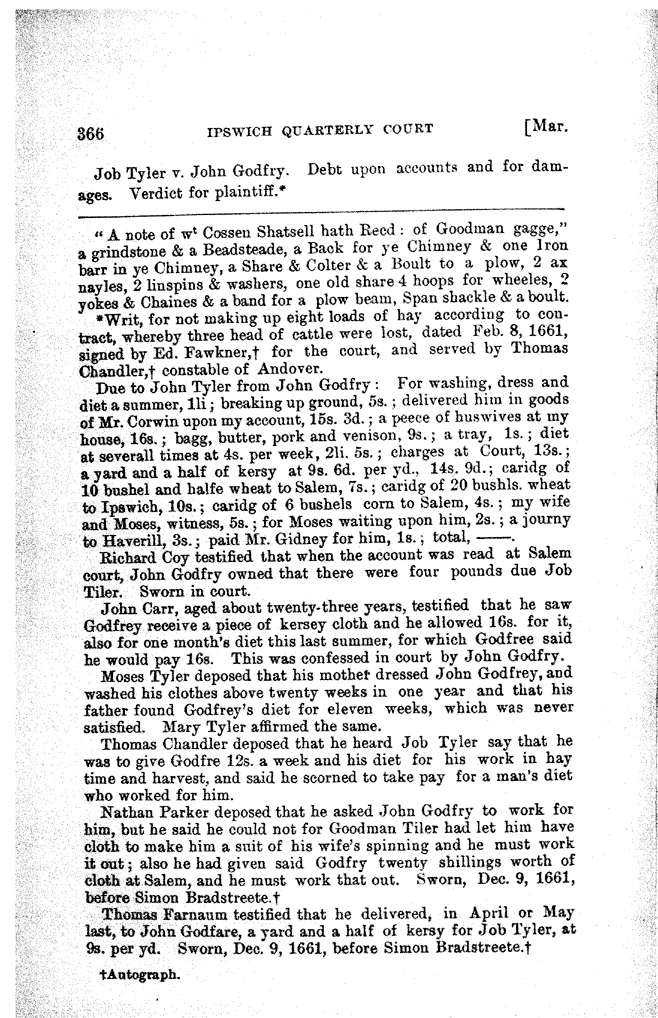 366 IPSWICH QUARTERLY COURT [Mar.
Job Tyler v. John Godfry. Debt upon accounts and for dam-
ages. Verdict for plaintiff.*
" A note of wᵗ Cossen Shatsell hath Recd : of Goodman gagge,"
a grindstone & a Beadsteade, a Back for ye Chimney & one Iron
barr in ye Chimney, a Share & Colter & a Boult to a plow, 2 ax
nayles, 2 linspins & washers, one old share 4 hoops for wheeles, 2
yokes & Chaines & a band for a plow beam, Span shackle & a boult.
*Writ, for not making up eight loads of hay according to con-
tract, whereby three head of cattle were lost, dated Feb. 8, 1661,
signed by Ed. Fawkner,† for the court, and served by Thomas
Chandler,† constable of Andover.
Due to John Tyler from John Godfry : For washing, dress and
diet a summer, 1li ; breaking up ground, 5s. ; delivered him in goods
of Mr. Corwin upon my account, 15s. 3d. ; a peece of huswives at my
house, 16s. ; bagg, butter, pork and venison, 9s. ; a tray, 1s. ; diet
at severall times at 4s. per week, 2li. 5s. ; charges at Court, 13s. ;
a yard and a half of kersy at 9s. 6d. per yd., 14s. 9d. ; caridg of
10 bushel and halfe wheat to Salem, 7s. ; caridg of 20 bushls. wheat
to Ipswich, 10s. ; caridg of 6 bushels corn to Salem, 4s. ; my wife
and Moses, witness, 5s. ; for Moses waiting upon him, 2s. ; a journy
to Haverill, 3s. ; paid Mr. Gidney for him, 1s. ; total, ——.
Richard Coy testified that when the account was read at Salem
court, John Godfry owned that there were four pounds due Job
Tiler. Sworn in court.
John Carr, aged about twenty-three years, testified that he saw
Godfrey receive a piece of kersey cloth and he allowed 16s. for it,
also for one month's diet this last summer, for which Godfree said
he would pay 16s. This was confessed in court by John Godfry.
Moses Tyler deposed that his mother dressed John Godfrey, and
washed his clothes above twenty weeks in one year and that his
father found Godfrey's diet for eleven weeks, which was never
satisfied. Mary Tyler affirmed the same.
Thomas Chandler deposed that he heard Job Tyler say that he
was to give Godfre 12s. a week and his diet for his work in hay
time and harvest, and said he scorned to take pay for a man's diet
who worked for him.
Nathan Parker deposed that he asked John Godfry to work for
him, but he said he could not for Goodman Tiler had let him have
cloth to make him a suit of his wife's spinning and he must work
it out ; also he had given said Godfry twenty shillings worth of
cloth at Salem, and he must work that out. Sworn, Dec. 9, 1661,
before Simon Bradstreete.†
Thomas Farnaum testified that he delivered, in April or May
last, to John Godfare, a yard and a half of kersy for Job Tyler, at
9s. per yd. Sworn, Dec. 9, 1661, before Simon Bradstreete.†
†Autograph.